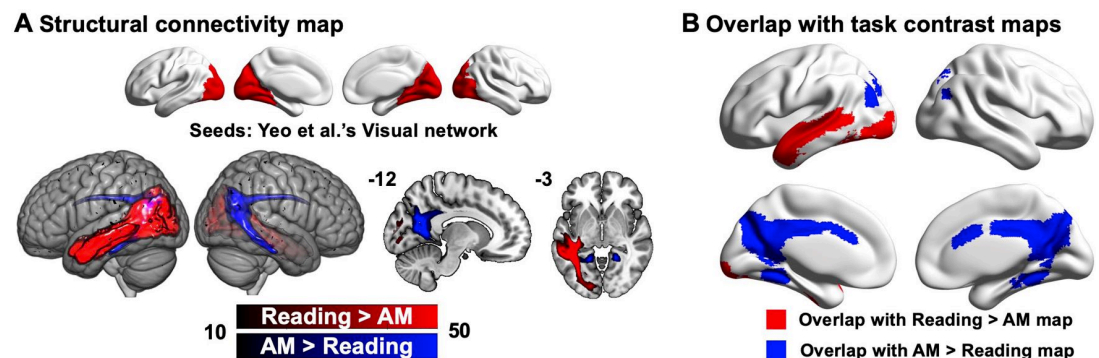 A Structural connectivity map
Seeds: Yeo et al.'s Visual network
-12
-3
10
Reading > AM
50
AM > Reading
B Overlap with task contrast maps
Overlap with Reading > AM map
Overlap with AM > Reading map